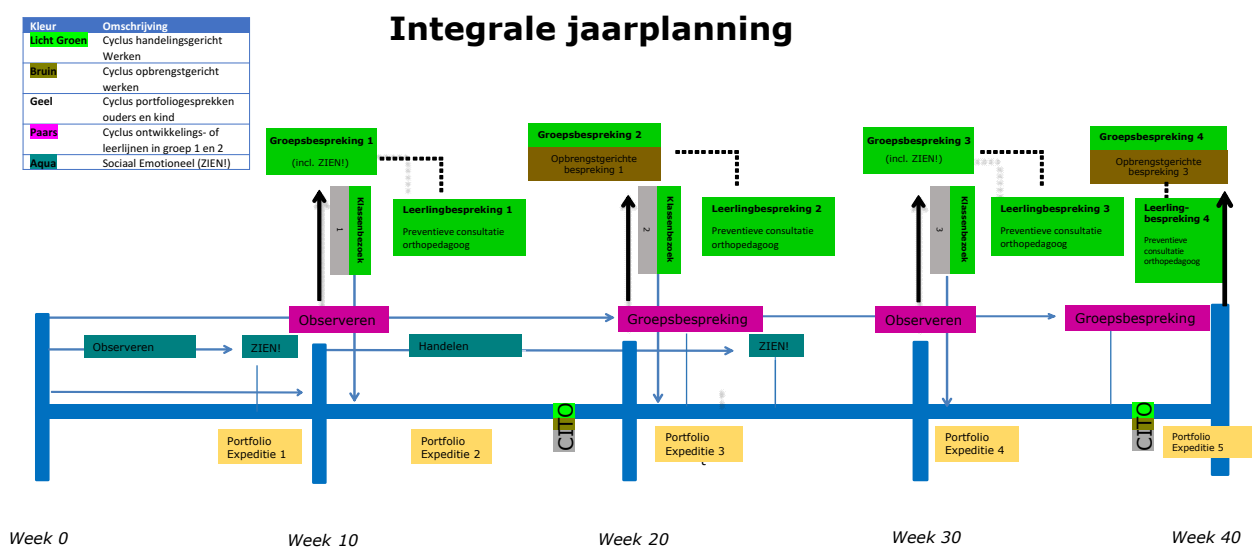 Integrale jaarplanning
Kleur Omschrijving
Licht Groen Cyclus handelingsgericht
Werken
Bruin Cyclus opbrengstgericht
werken
Geel Cyclus portfoliogesprekken
ouders en kind
Paars Cyclus ontwikkelings- of
leerlijnen in groep 1 en 2
Aqua Sociaal Emotioneel (ZIEN!)
Groepsbespreking 1
(incl. ZIEN!)
Groepsbespreking 2
Opbrengstgerichte
bespreking 1
Groepsbespreking 3
(incl. ZIEN!)
Groepsbespreking 4
Opbrengstgerichte
bespreking 3
1
Klassenbezoek
Leerlingbespreking 1
Preventieve consultatie
orthopedagoog
2
Klassenbezoek
Leerlingbespreking 2
Preventieve consultatie
orthopedagoog
3
Klassenbezoek
Leerlingbespreking 3
Preventieve consultatie
orthopedagoog
Leerling-
bespreking 4
Preventieve
consultatie
orthopedagoog
Observeren
Groepsbespreking
Observeren
Groepsbespreking
Observeren
ZIEN!
Handelen
ZIEN!
CITO
CITO
Portfolio
Expeditie 1
Portfolio
Expeditie 2
Portfolio
Expeditie 3
Portfolio
Expeditie 4
Portfolio
Expeditie 5
Week 0
Week 10
Week 20
Week 30
Week 40